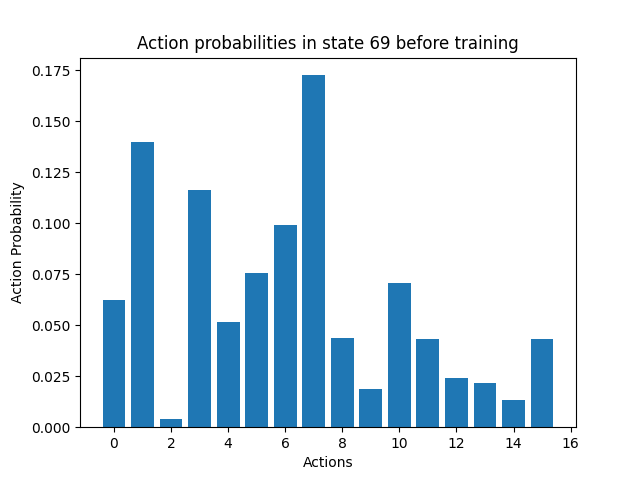 Action probabilities in state 69 before training
0.175
0.150
0.125
0.100
0.075
0.050
0.025
0.000
Action Probability
0 2 4 6 8 10 12 14 16
Actions